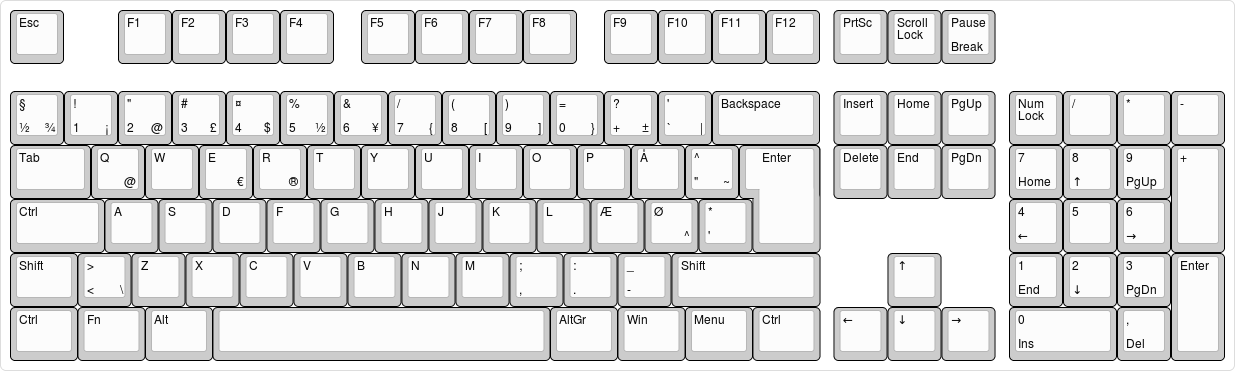 Esc F1 F2 F3 F4 F5 F6 F7 F8 F9 F10 F11 F12 PrtSc Scroll Pause
Lock Break
§ ! " # ¤ % & / ( ) = ? ' Backspace Insert Home PgUp Num / * -
Lock
½ ¾ 1 ¡ 2 @ 3 £ 4 $ 5 ½ 6 ¥ 7 { 8 [ 9 ] 0 } + ± ` |
Tab Q W E R T Y U I O P Å ^ Enter Delete End PgDn 7 8 9 +
@ € ® " ~ Home ↑ PgUp
Ctrl A S D F G H J K L Æ Ø * 4 5 6
^ ' ← →
Shift > Z X C V B N M ; : _ Shift ↑ 1 2 3 Enter
< \ , . - End ↓ PgDn
Ctrl Fn Alt AltGr Win Menu Ctrl ← ↓ → 0 ,
Ins Del